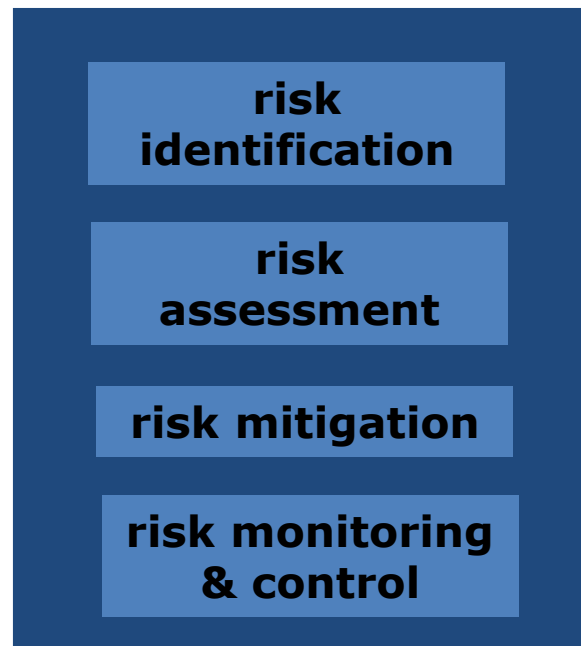 risk
identification
risk
assessment
risk mitigation
risk monitoring
& control